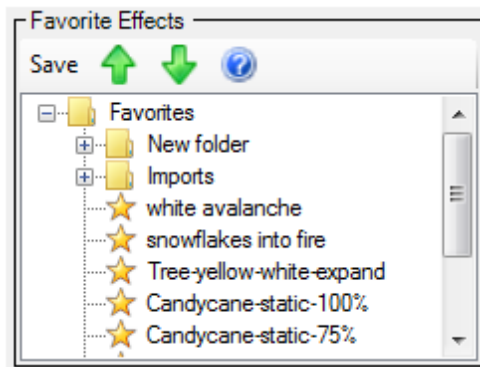 Favorite Effects
Save
Favorites
New folder
Imports
white avalanche
snowflakes into fire
Tree-yellow-white-expand
Candycane-static-100%
Candycane-static-75%